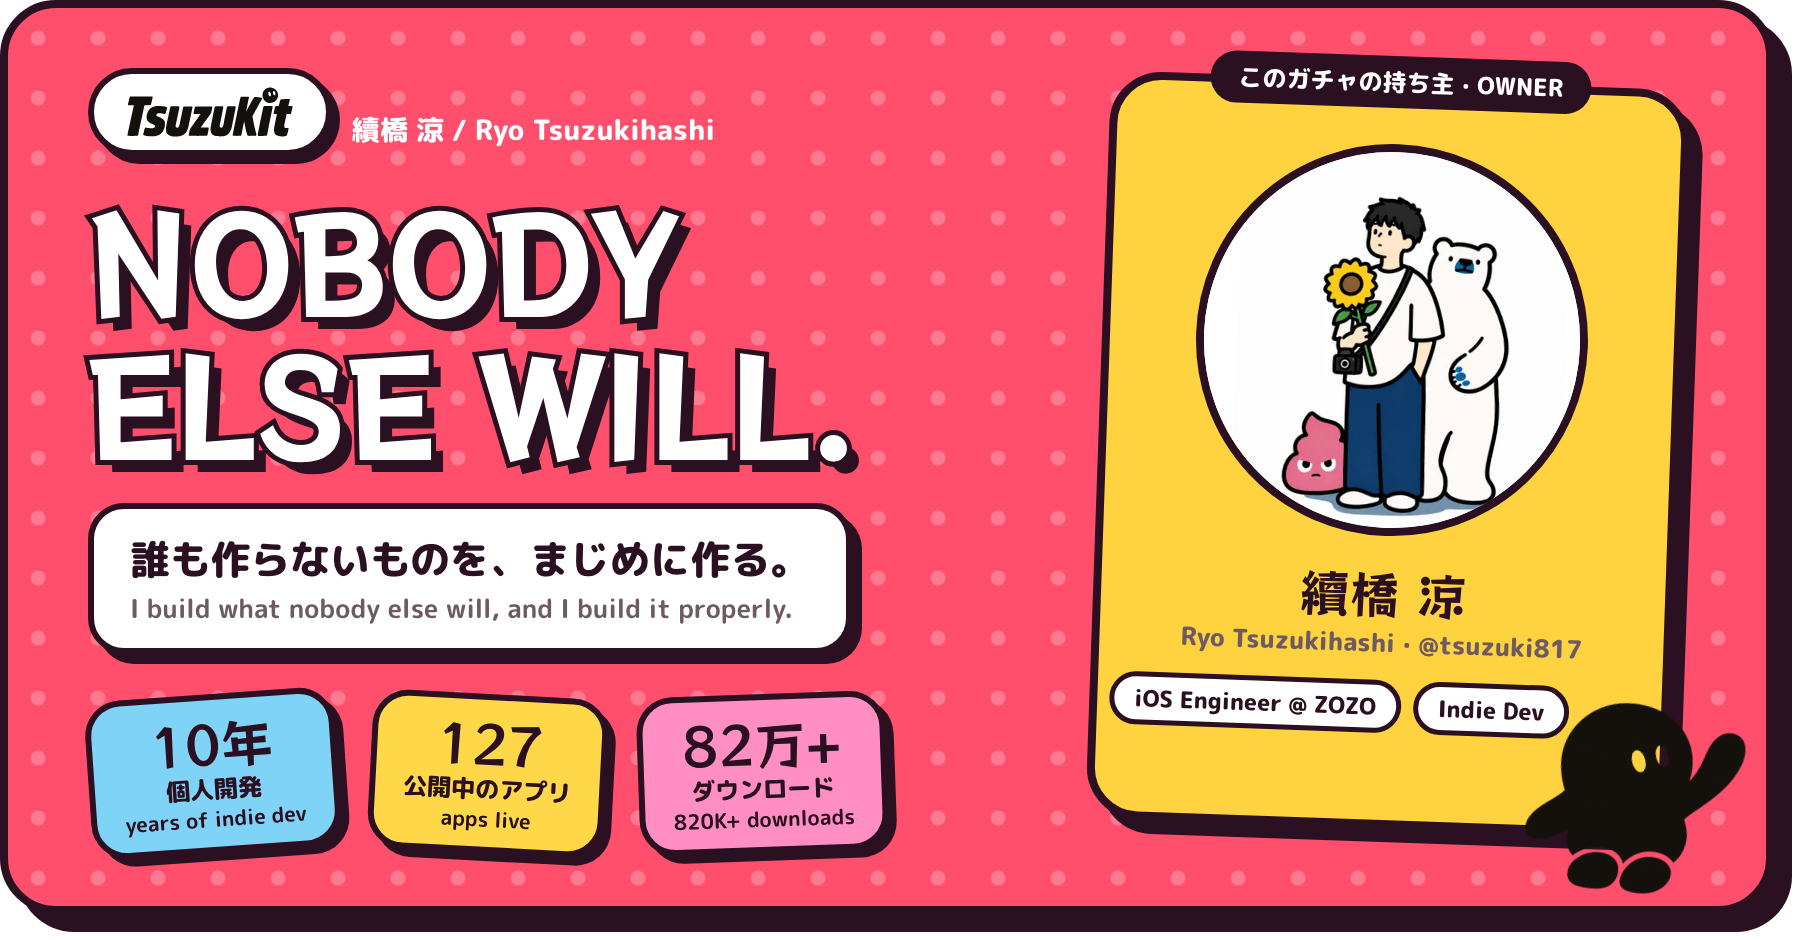 TsuzuKit
續橋 涼 / Ryo Tsuzukihashi
NOBODY
ELSE WILL.
誰も作らないものを、まじめに作る。
I build what nobody else will, and I build it properly.
10年
個人開発
years of indie dev
127
公開中のアプリ
apps live
82万+
ダウンロード
820K+ downloads
このガチャの持ち主・OWNER
續橋 涼
Ryo Tsuzukihashi · @tsuzuki817
iOS Engineer @ ZOZO
Indie Dev